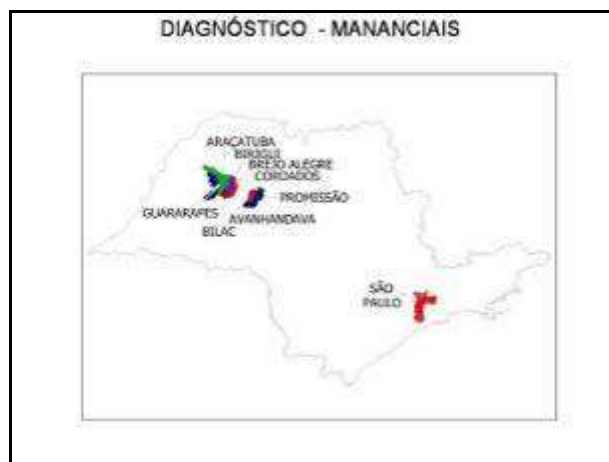 DIAGNÓSTICO - MANANCIAIS
ARAÇATUBA
BIRIGUI
BREJO ALEGRE
COROADOS
PROMISSÃO
GUARARAPES
AVANHANDAVA
BILAC
SÃO
PAULO